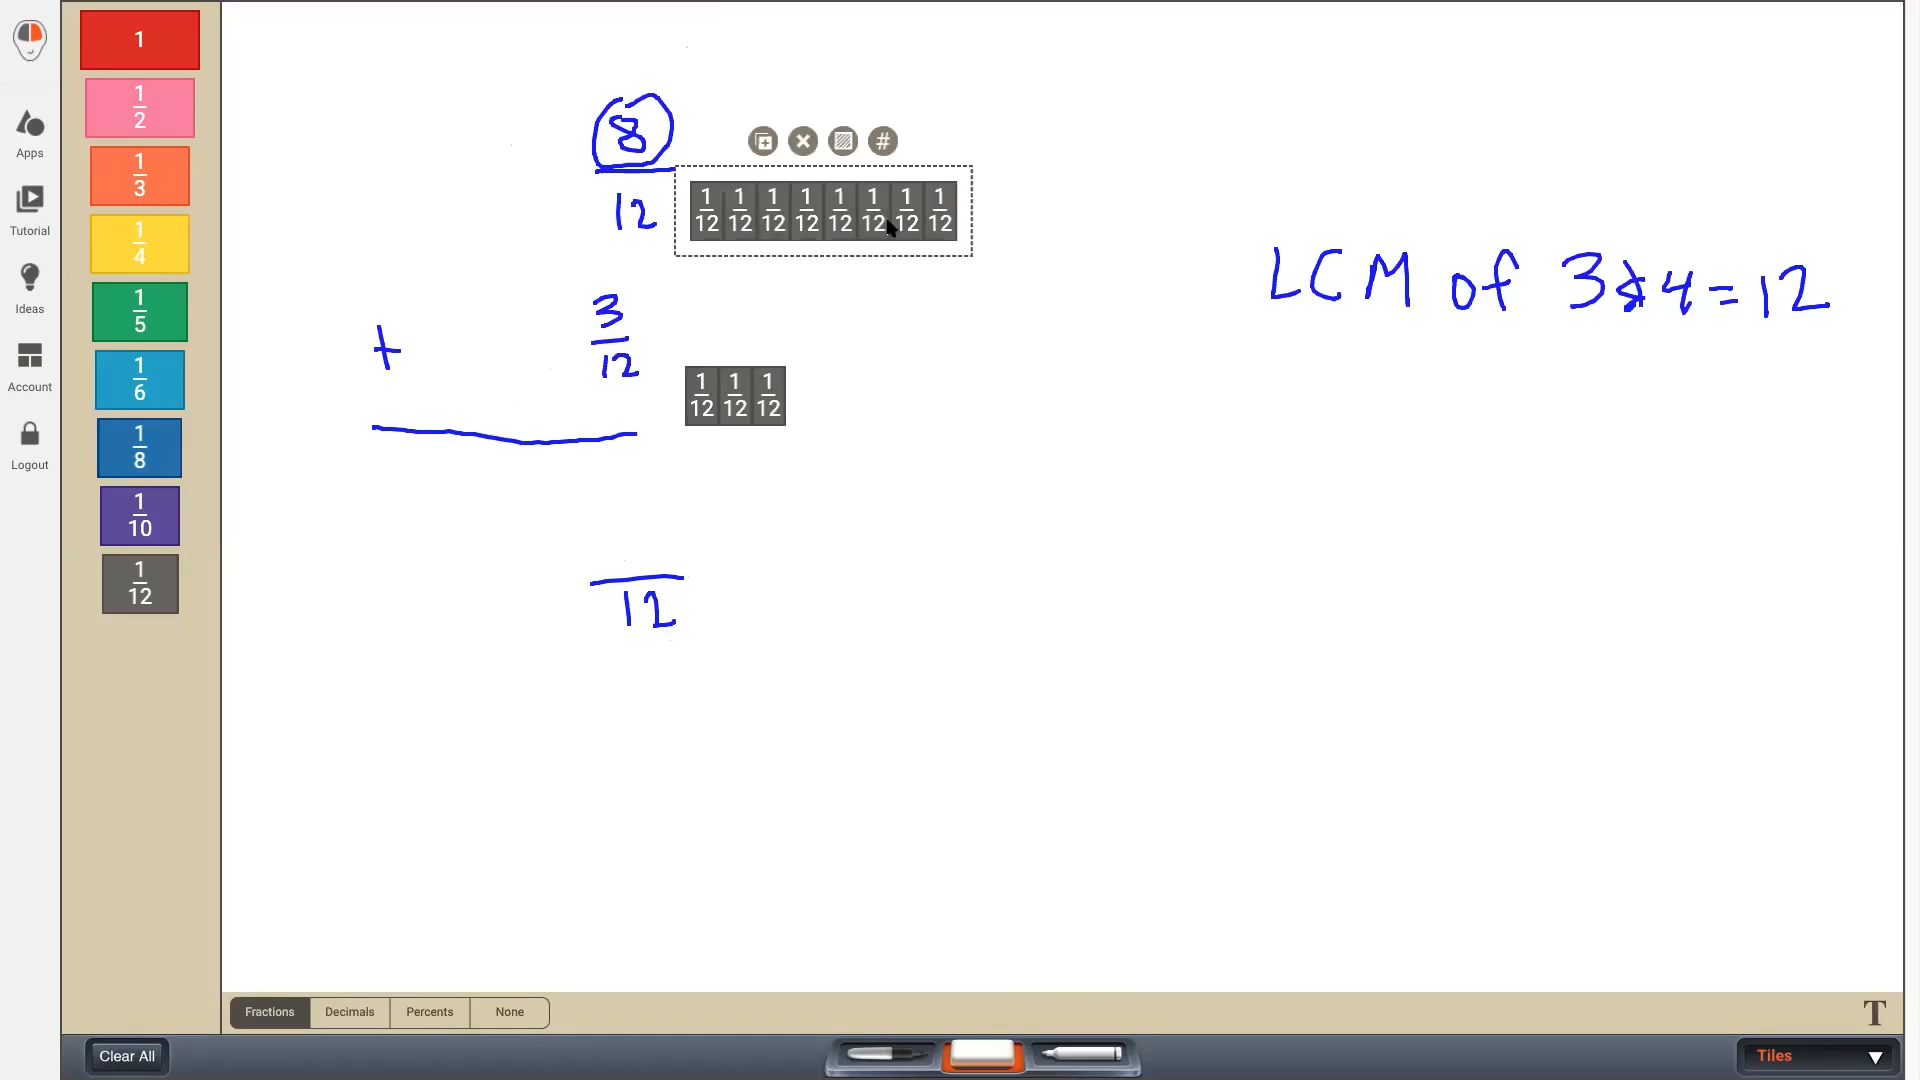 1
1/2
1/3
1/4
1/5
1/6
1/8
1/10
1/12
Apps
Tutorial
Ideas
Account
Logout
8
12
#
1/12 1/12 1/12 1/12 1/12 1/12 1/12 1/12
+ 3
12
1/12 1/12 1/12
12
LCM of 3 & 4 = 12
Fractions Decimals Percents None
T
Clear All
Tiles